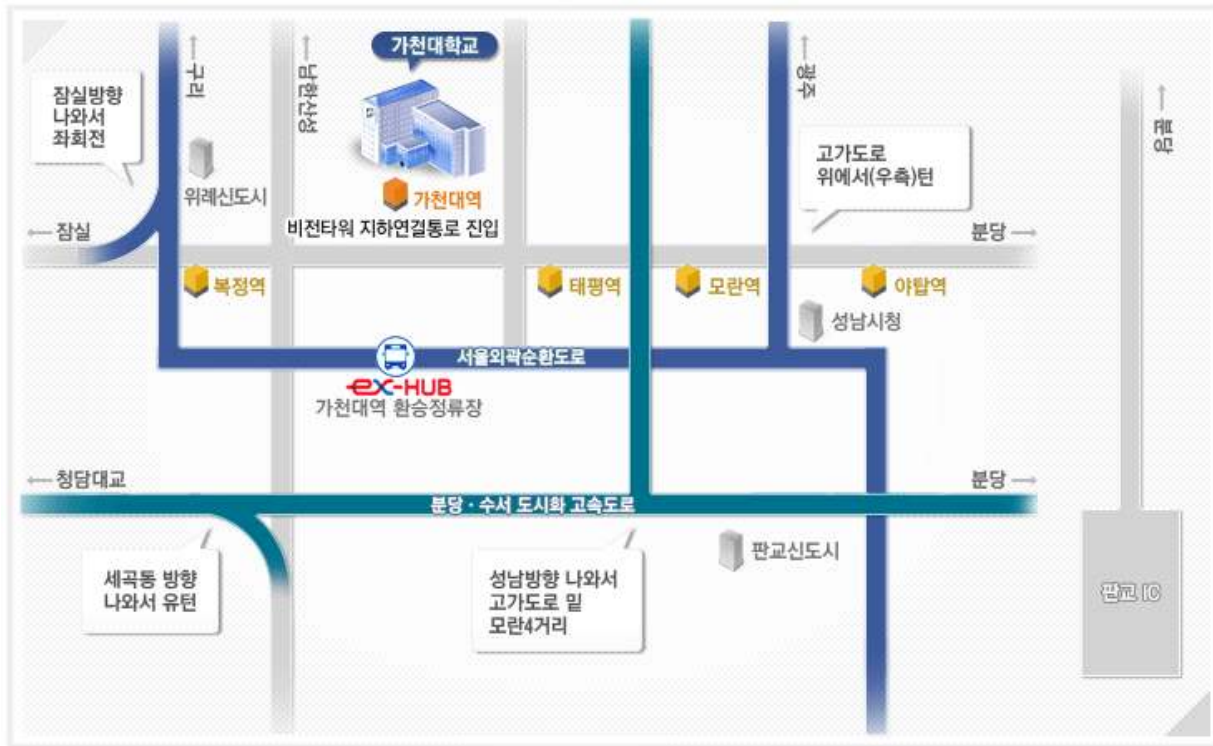 가천대학교
구리
남한산성
광주
분당
잠실방향
나와서
좌회전
고가도로
위에서(우측)턴
위례신도시
가천대역
비전타워 지하연결통로 진입
잠실
분당
복정역
태평역
모란역
야탑역
성남시청
서울외곽순환도로
ex-HUB
가천대역 환승정류장
청담대교
분당
분당·수서 도시화 고속도로
판교신도시
세곡동 방향
나와서 유턴
성남방향 나와서
고가도로 밑
모란4거리
판교 IC